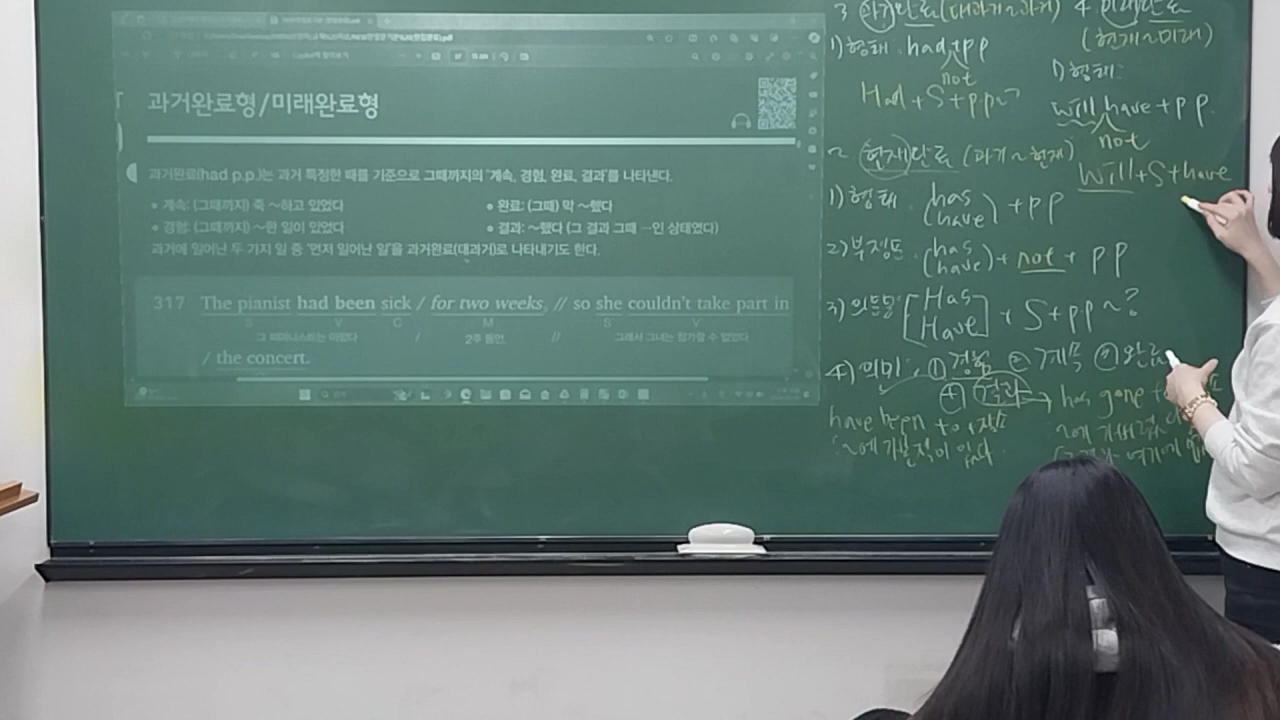 과거완료형/미래완료형
과거완료(had p.p.)는 과거 특정한 때를 기준으로 그때까지의 '계속, 경험, 완료, 결과'를 나타낸다.
계속: (그때까지) 죽 ~하고 있었다
완료: (그때) 막 ~했다
경험: (그때까지) ~한 일이 있었다
결과: ~했다 (그 결과 그때 …인 상태였다)
과거에 일어난 두 가지 일 중 '먼저 일어난 일'을 과거완료(대과거)로 나타내기도 한다.
317 The pianist had been sick / for two weeks, // so she couldn't take part in
S V C M S' V
그 피아니스트는 아팠다 / 2주 동안, // 그래서 그녀는 참가할 수 없었다
/ the concert.
3 과거완료 (대과거~과거)
1) 형태. had+pp
not
Had + S + pp~?
2 현재완료 (과거~현재)
1) 형태 has (have) + pp
2) 부정문. has (have) + not + pp
3) 의문문 [Has Have] + S + pp ~?
4) 의미: ① 경험 ② 계속 ③ 완료
④ 결과 → has gone
have been to + 장소
~에 가본 적이 있다
4. 미래완료
(현재~미래)
1) 형태:
will have + pp.
not
Will + S + have